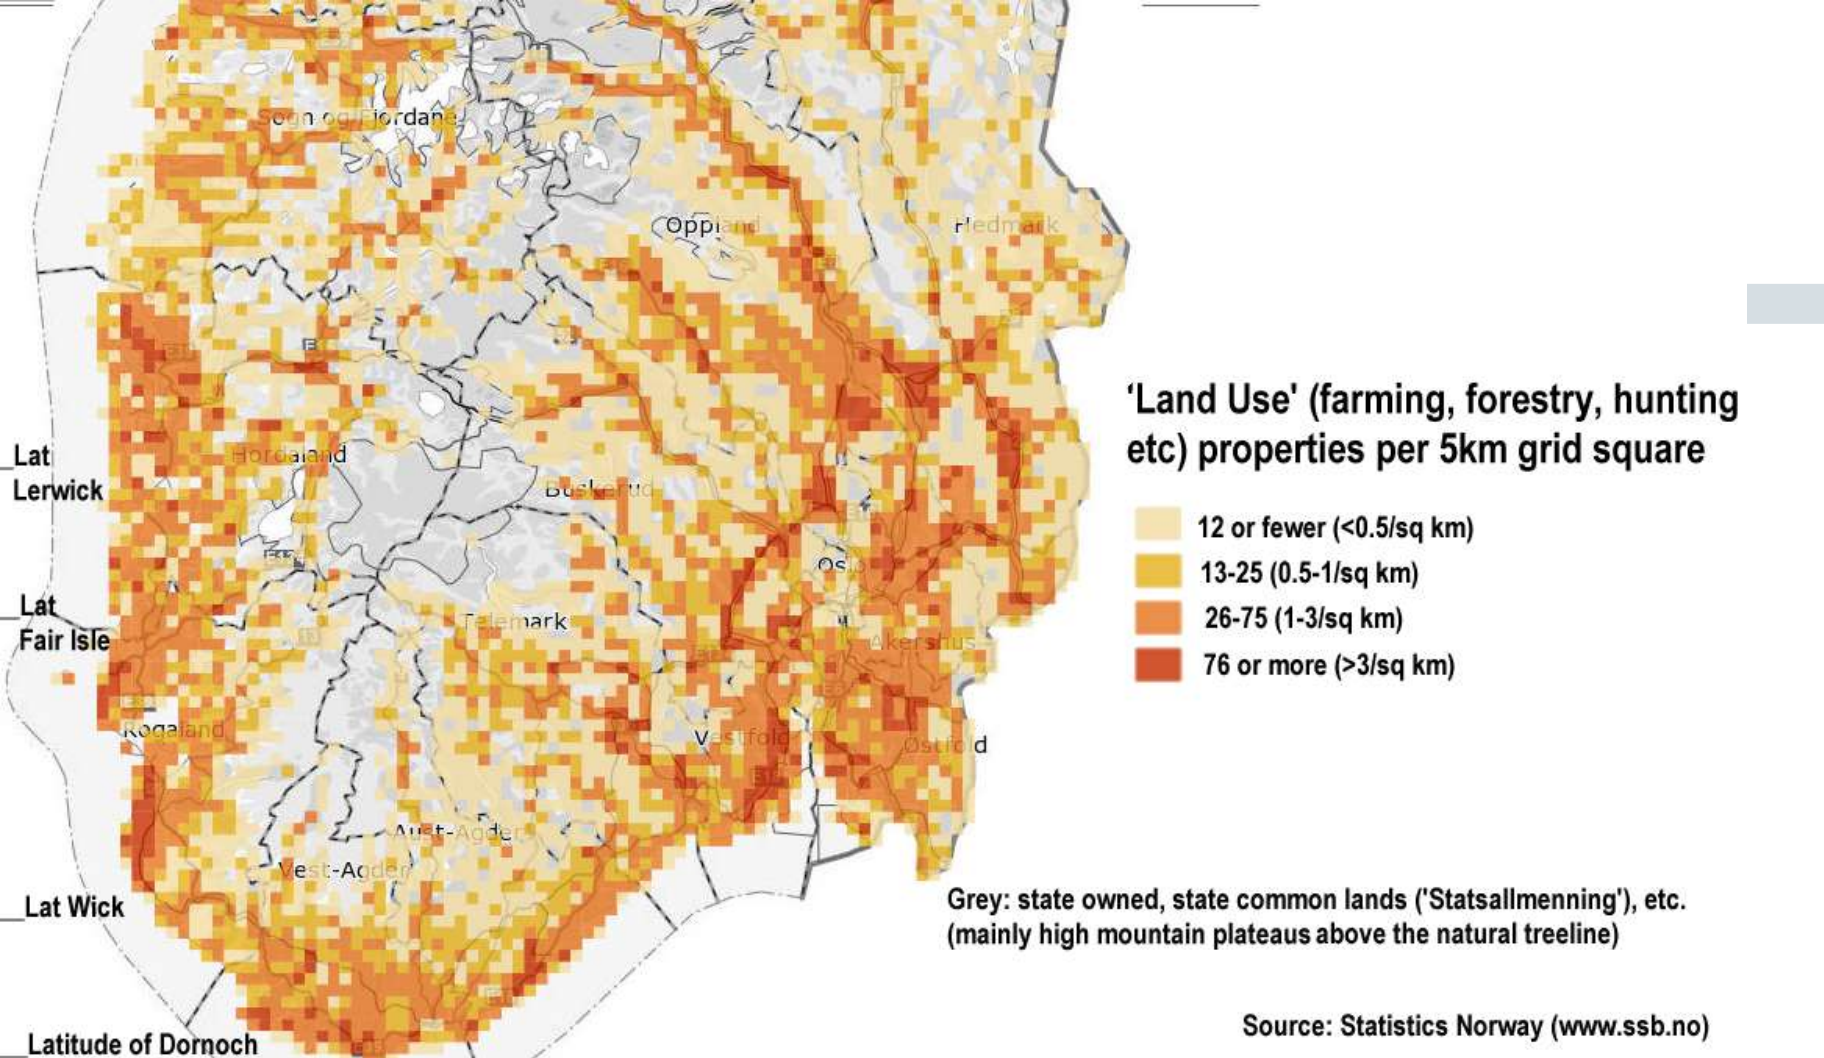 Sogn og Fjordane
Oppland
Hedmark
Hordaland
Buskerud
Oslo
Telemark
Akershus
Rogaland
Vestfold
Østfold
Aust-Agder
Vest-Agder
Lat
Lerwick
Lat
Fair Isle
Lat Wick
Latitude of Dornoch
‘Land Use' (farming, forestry, hunting
etc) properties per 5km grid square
12 or fewer (<0.5/sq km)
13-25 (0.5-1/sq km)
26-75 (1-3/sq km)
76 or more (>3/sq km)
Grey: state owned, state common lands ('Statsallmenning'), etc.
(mainly high mountain plateaus above the natural treeline)
Source: Statistics Norway (www.ssb.no)